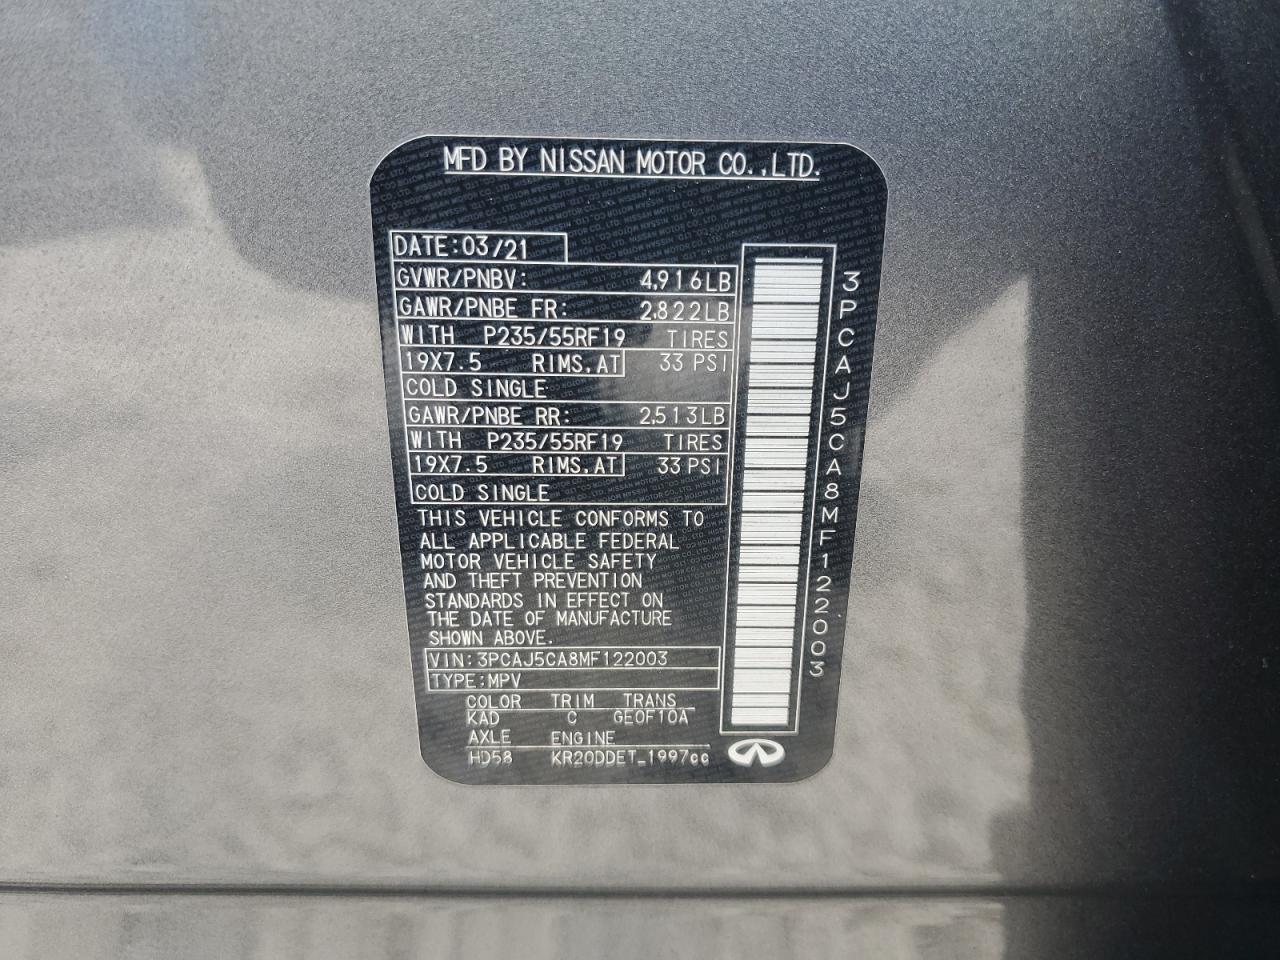 MFD BY NISSAN MOTOR CO.,LTD.
DATE:03/21
GVWR/PNBV: 4,916LB
GAWR/PNBE FR: 2,822LB
WITH P235/55RF19 TIRES
19X7.5 RIMS.AT 33 PSI
COLD SINGLE
GAWR/PNBE RR: 2,513LB
WITH P235/55RF19 TIRES
19X7.5 RIMS.AT 33 PSI
COLD SINGLE
THIS VEHICLE CONFORMS TO
ALL APPLICABLE FEDERAL
MOTOR VEHICLE SAFETY
AND THEFT PREVENTION
STANDARDS IN EFFECT ON
THE DATE OF MANUFACTURE
SHOWN ABOVE.
VIN:3PCAJ5CA8MF122003
TYPE:MPV
COLOR TRIM TRANS
KAD C GE0F10A
AXLE ENGINE
HD58 KR20DDET_1997cc
3PCAJ5CA8MF122003